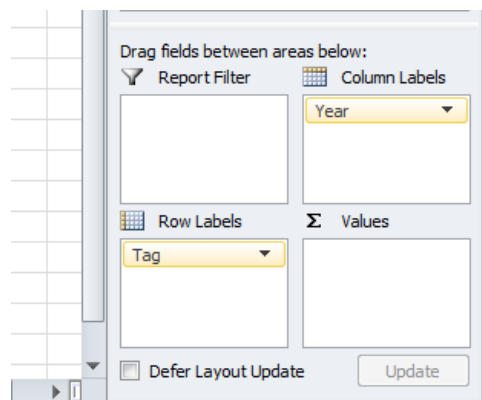 Drag fields between areas below:
Report Filter
Column Labels
Year
Row Labels
Σ Values
Tag
Defer Layout Update
Update